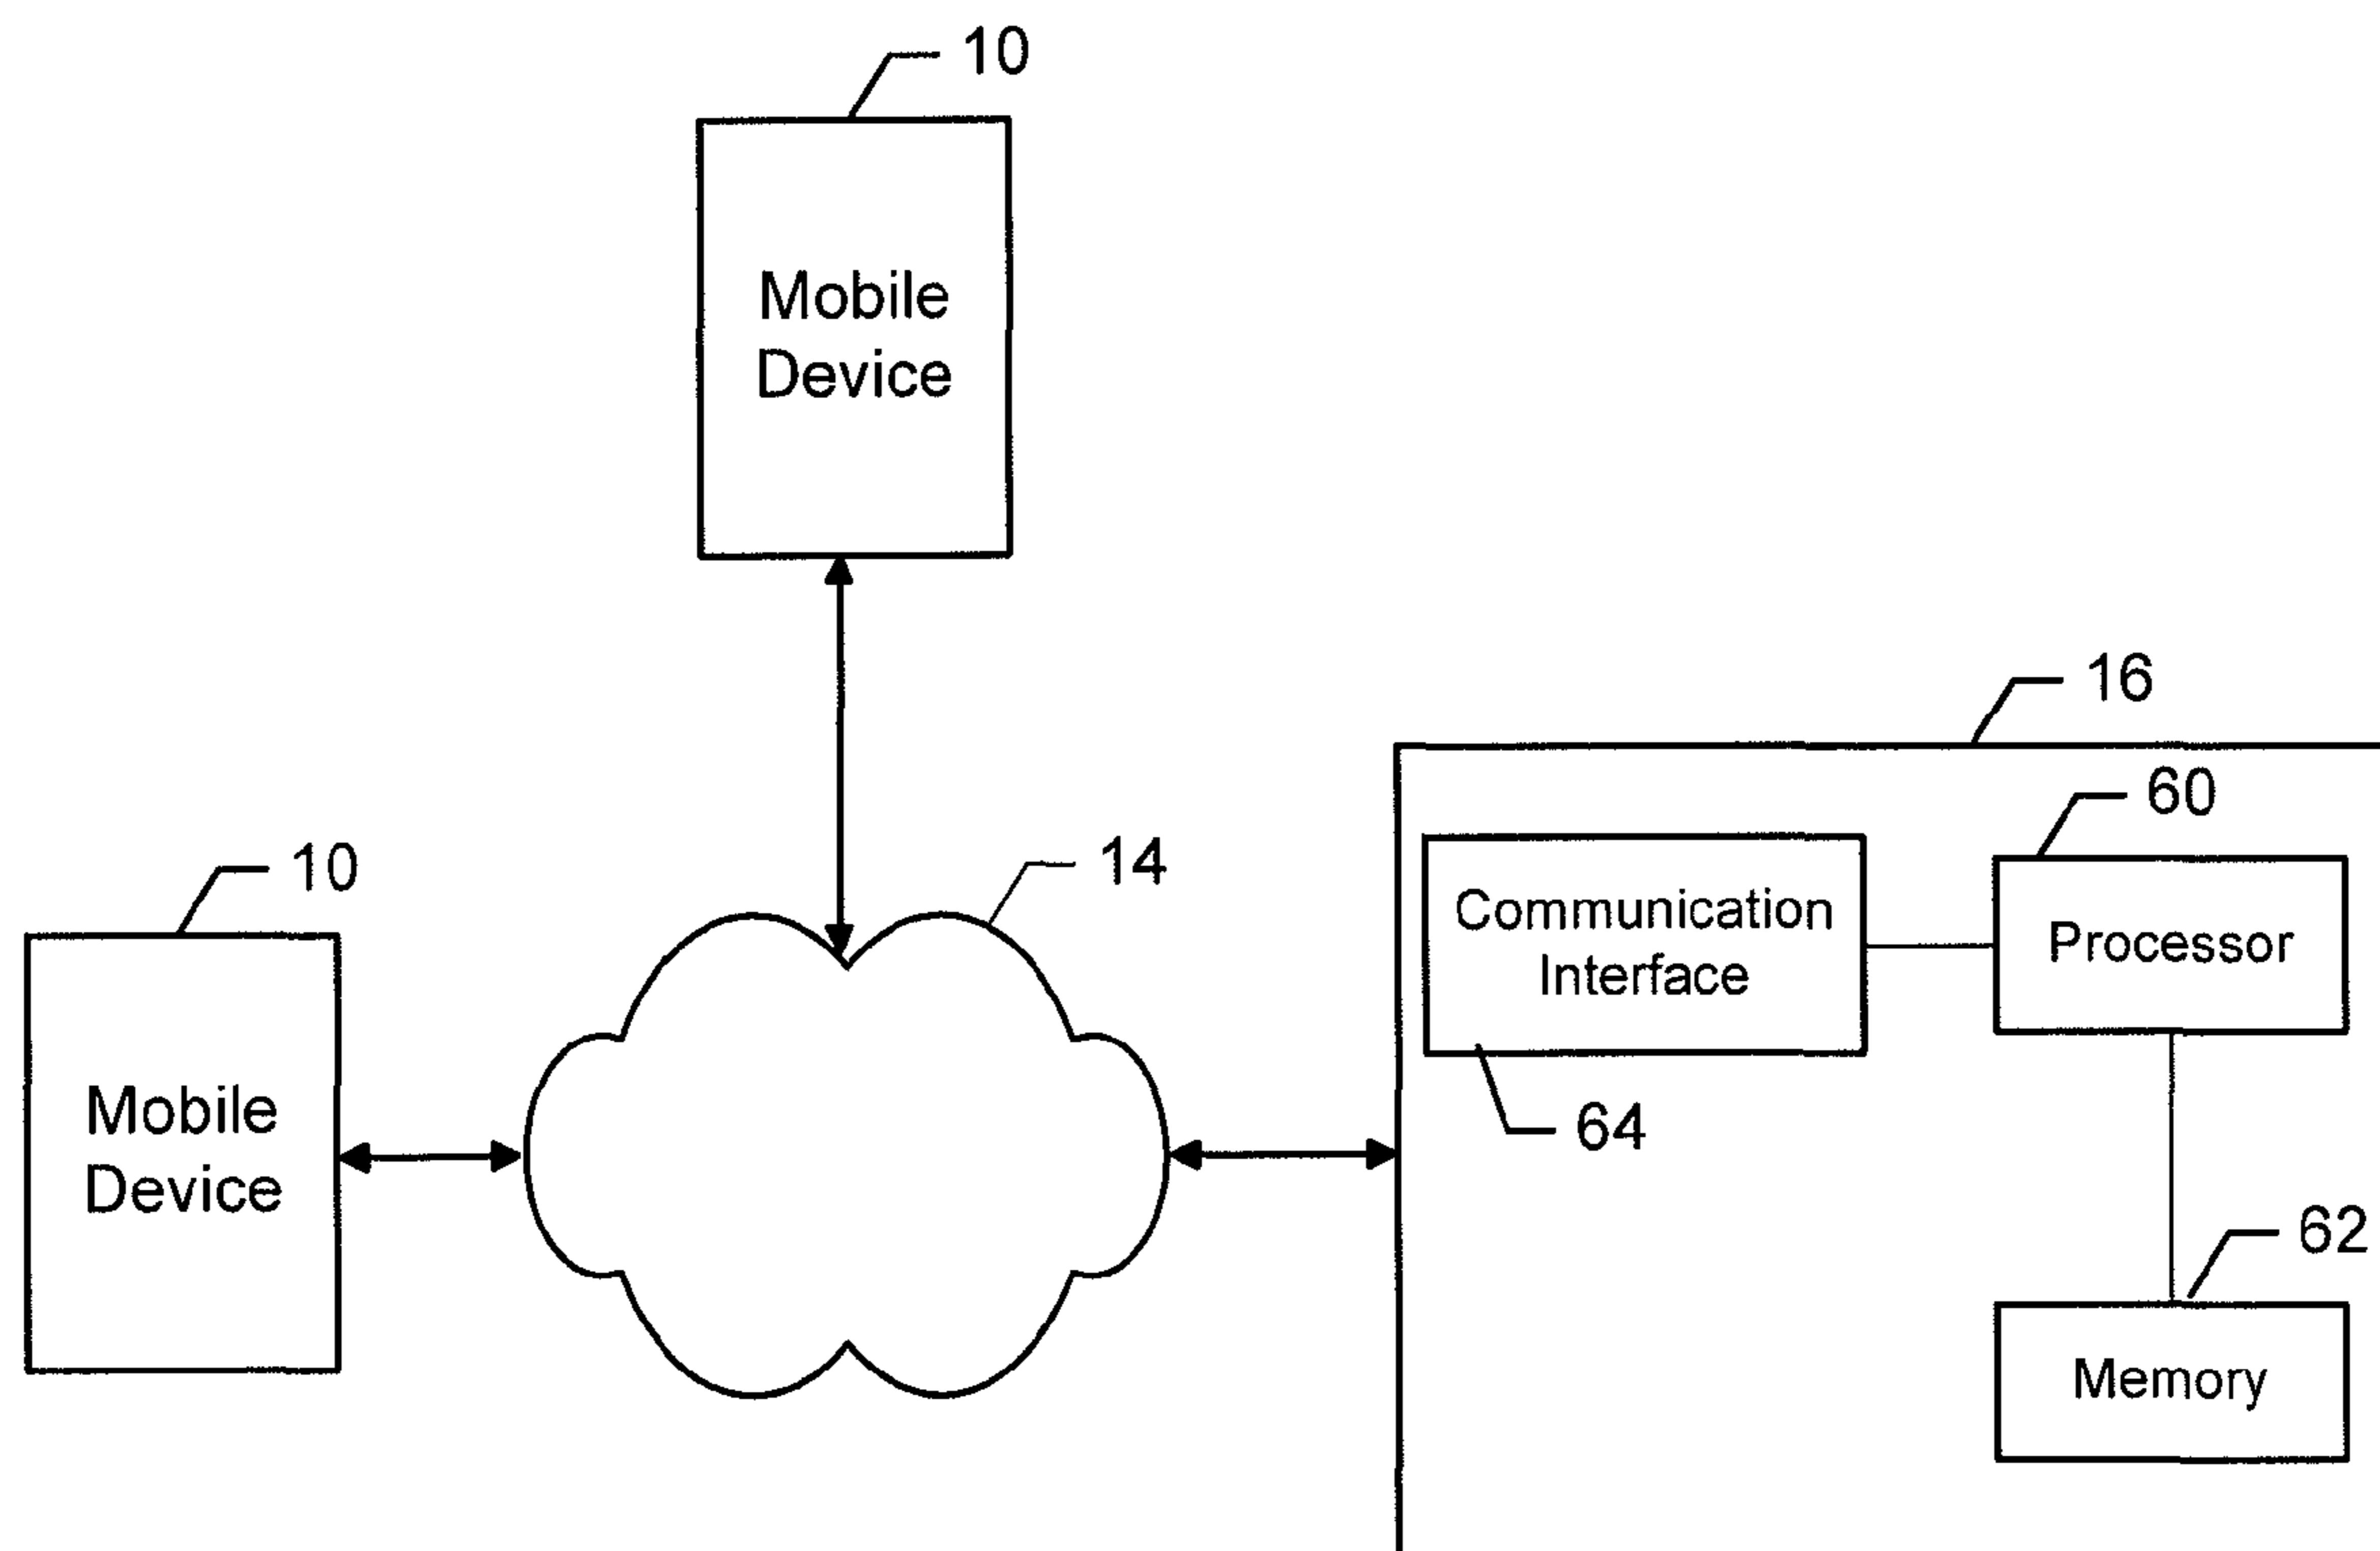 10
Mobile
Device
16
60
14
10
Communication
Interface
Processor
64
Mobile
Device
62
Memory